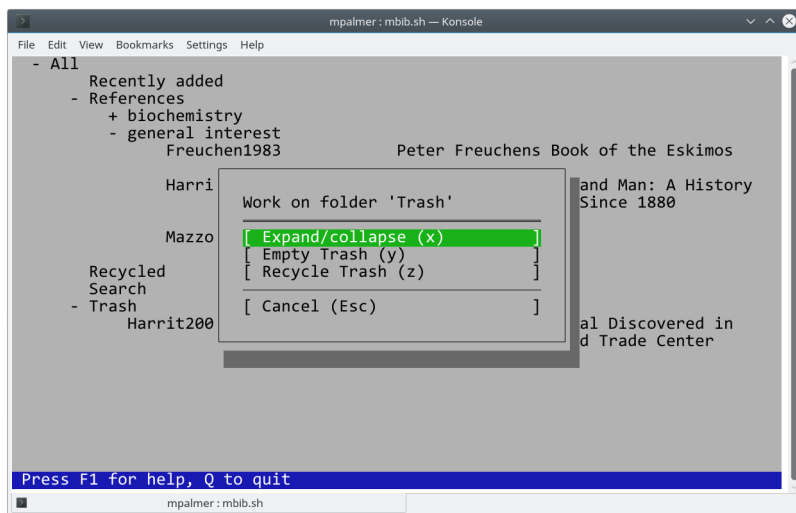 mpalmer : mbib.sh — Konsole
File Edit View Bookmarks Settings Help
- All
Recently added
- References
+ biochemistry
- general interest
Freuchen1983 Peter Freuchens Book of the Eskimos
Harri and Man: A History
Work on folder 'Trash' Since 1880
Mazzo [ Expand/collapse (x) ]
[ Empty Trash (y) ]
Recycled [ Recycle Trash (z) ]
Search
- Trash [ Cancel (Esc) ]
Harrit200 al Discovered in
d Trade Center
Press F1 for help, Q to quit
mpalmer : mbib.sh